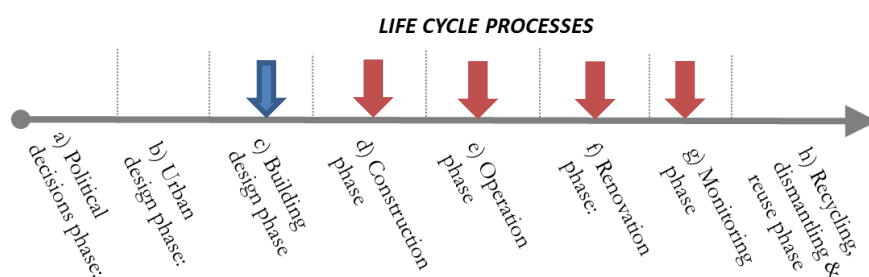 LIFE CYCLE PROCESSES
a) Political
decisions phase:
b) Urban
design phase:
c) Building
design phase
d) Construction
phase
e) Operation
phase
f) Renovation
phase:
g) Monitoring
phase
h) Recycling,
dismantling &
reuse phase